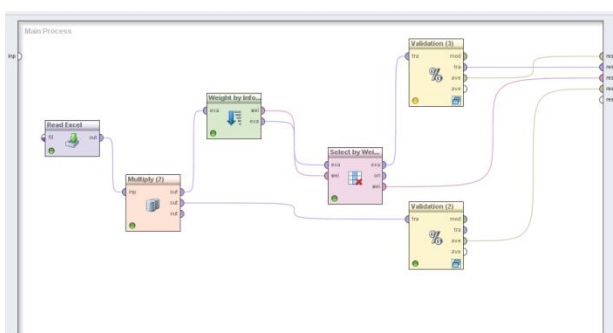 Main Process
inp
Read Excel
fil
out
Multiply (2)
inp
out
out
out
Weight by Info...
exa
wei
exa
Select by Wei...
exa
wei
exa
ori
wei
Validation (3)
tra
mod
tra
ave
ave
Validation (2)
tra
mod
tra
ave
ave
res
res
res
res
res